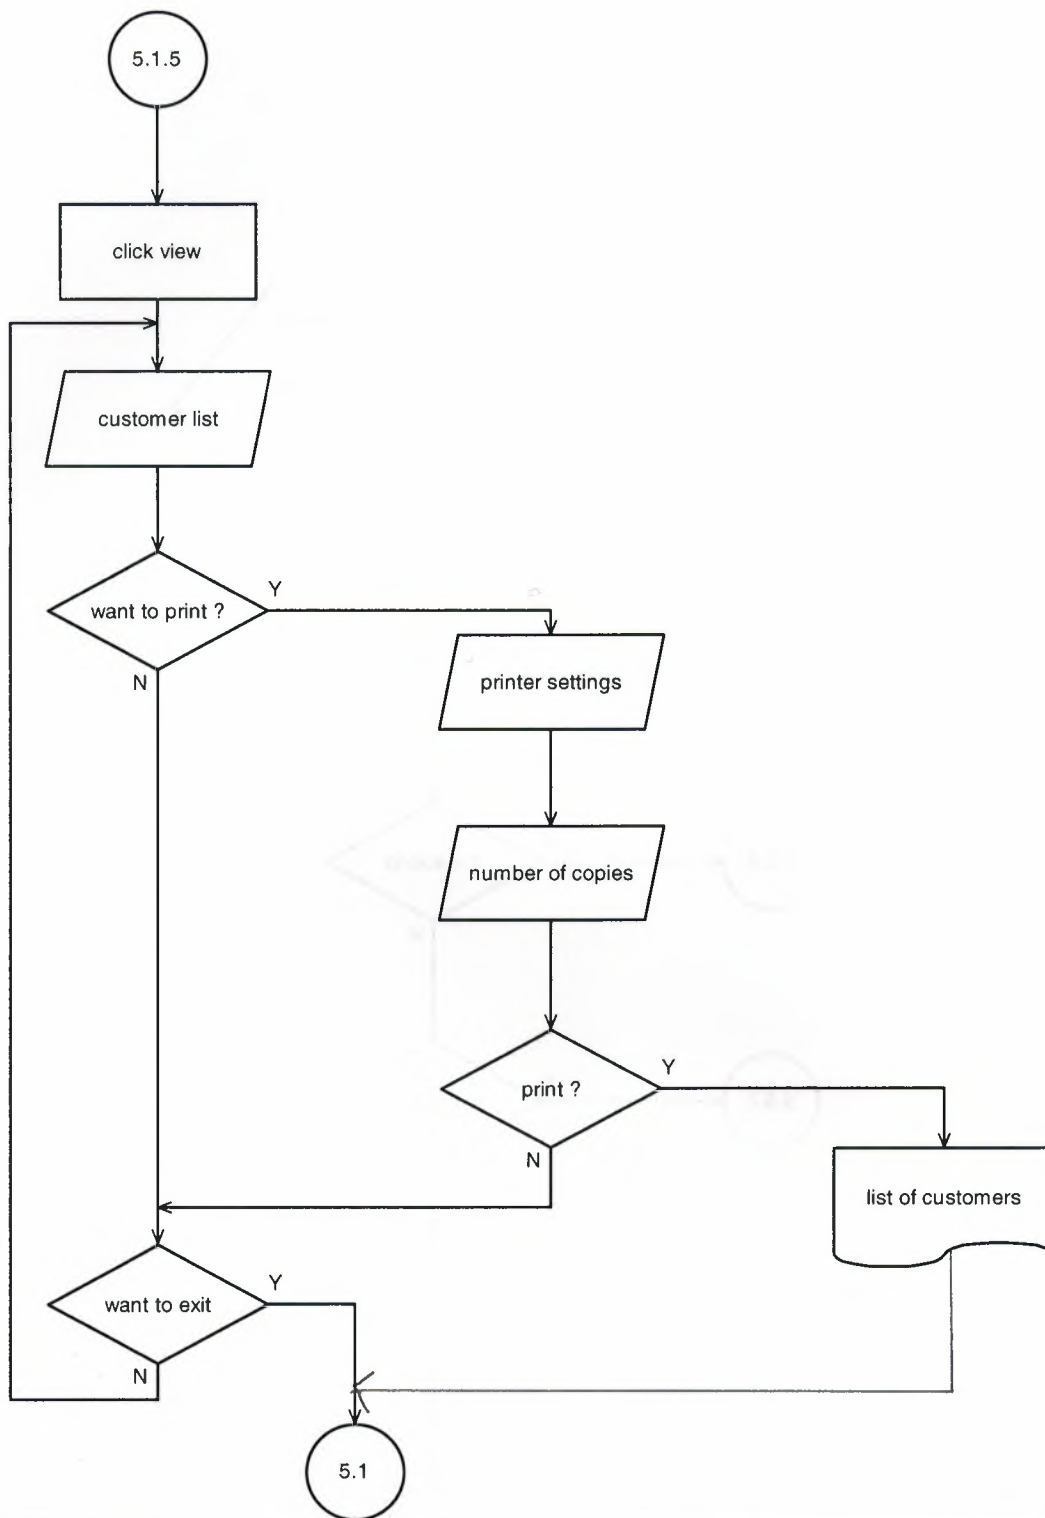 5.1.5
click view
customer list
want to print ?
Y
N
printer settings
number of copies
print ?
Y
N
list of customers
want to exit
Y
N
5.1